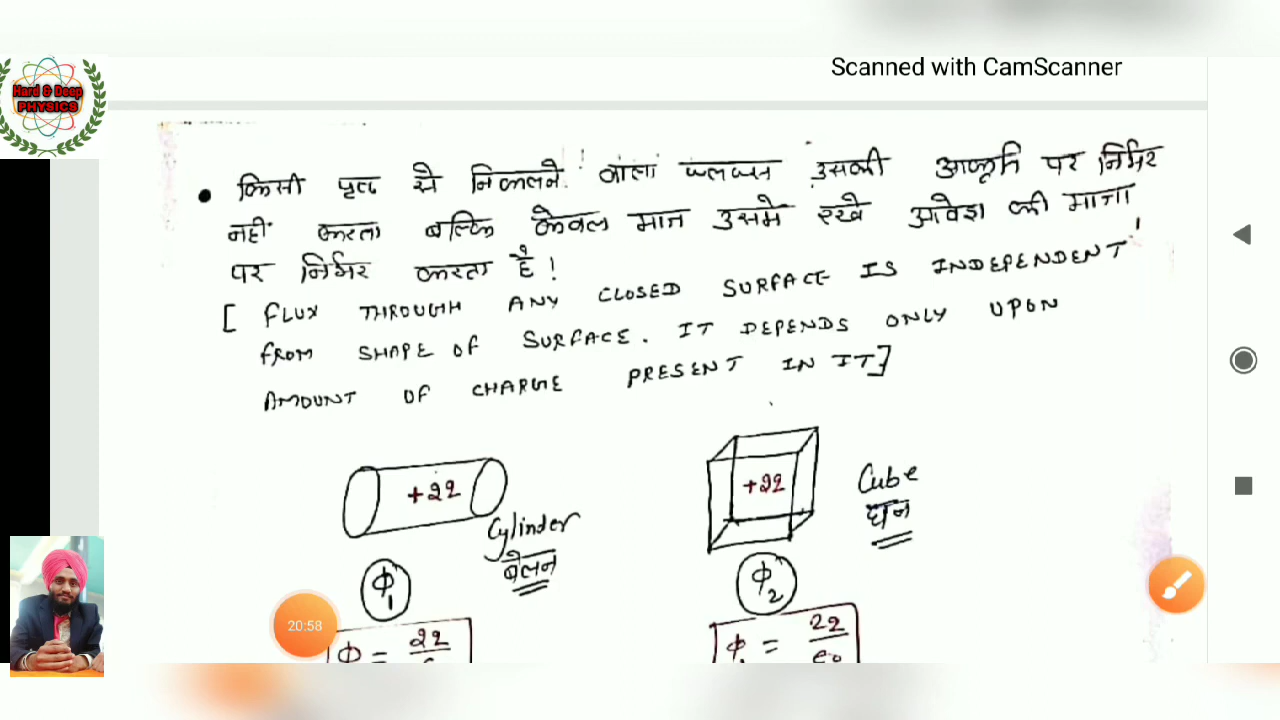 Scanned with CamScanner
Hard & Deep
PHYSICS
• किसी पृष्ठ से निकलने वाला फ्लक्स उसकी आकृति पर निर्भर
नहीं करता बल्कि केवल मात्र उसमें रखे आवेश की मात्रा
पर निर्भर करता है!
[ FLUX THROUGH ANY CLOSED SURFACE IS INDEPENDENT
FROM SHAPE OF SURFACE. IT DEPENDS ONLY UPON
AMOUNT OF CHARGE PRESENT IN IT]
+2q
+2q
Cube
घन
Cylinder
बेलन
ϕ1
ϕ2
20:58
ϕ = 2q
ϕ = 2q/e0